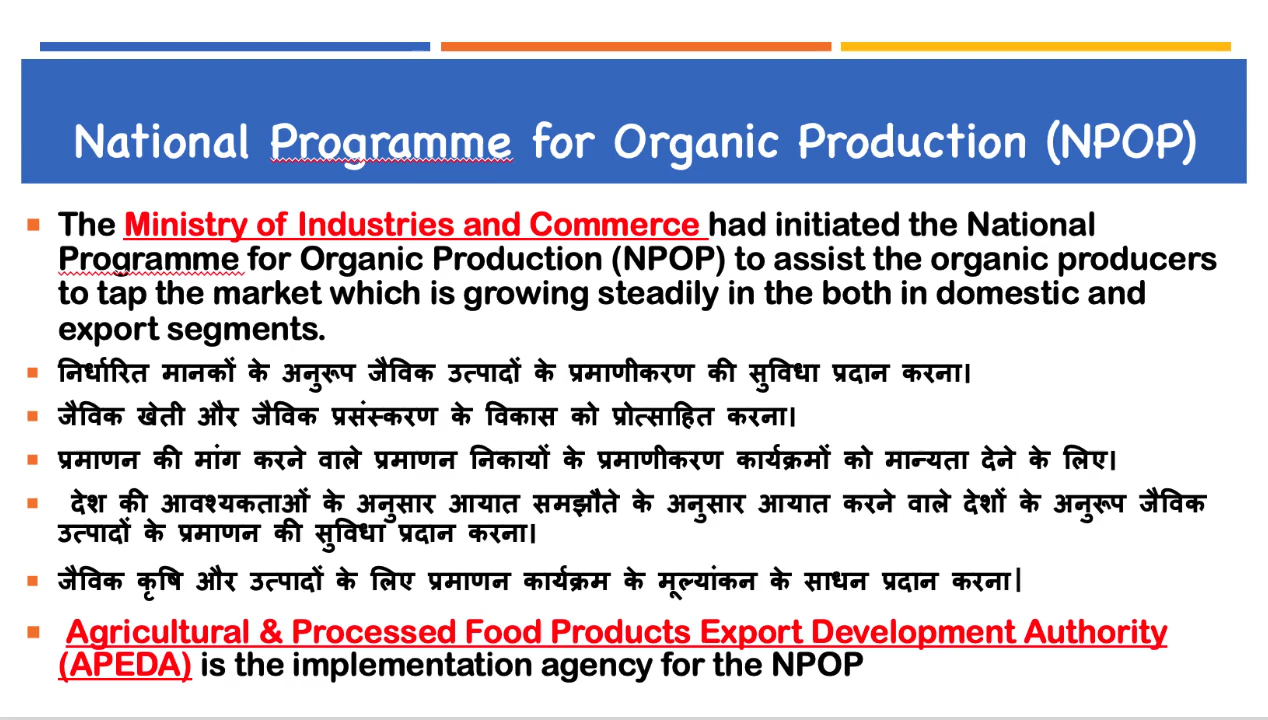 National Programme for Organic Production (NPOP)
The Ministry of Industries and Commerce had initiated the National
Programme for Organic Production (NPOP) to assist the organic producers
to tap the market which is growing steadily in the both in domestic and
export segments.
निर्धारित मानकों के अनुरूप जैविक उत्पादों के प्रमाणीकरण की सुविधा प्रदान करना।
जैविक खेती और जैविक प्रसंस्करण के विकास को प्रोत्साहित करना।
प्रमाणन की मांग करने वाले प्रमाणन निकायों के प्रमाणीकरण कार्यक्रमों को मान्यता देने के लिए।
देश की आवश्यकताओं के अनुसार आयात समझौते के अनुसार आयात करने वाले देशों के अनुरूप जैविक
उत्पादों के प्रमाणन की सुविधा प्रदान करना।
जैविक कृषि और उत्पादों के लिए प्रमाणन कार्यक्रम के मूल्यांकन के साधन प्रदान करना|
Agricultural & Processed Food Products Export Development Authority
(APEDA) is the implementation agency for the NPOP